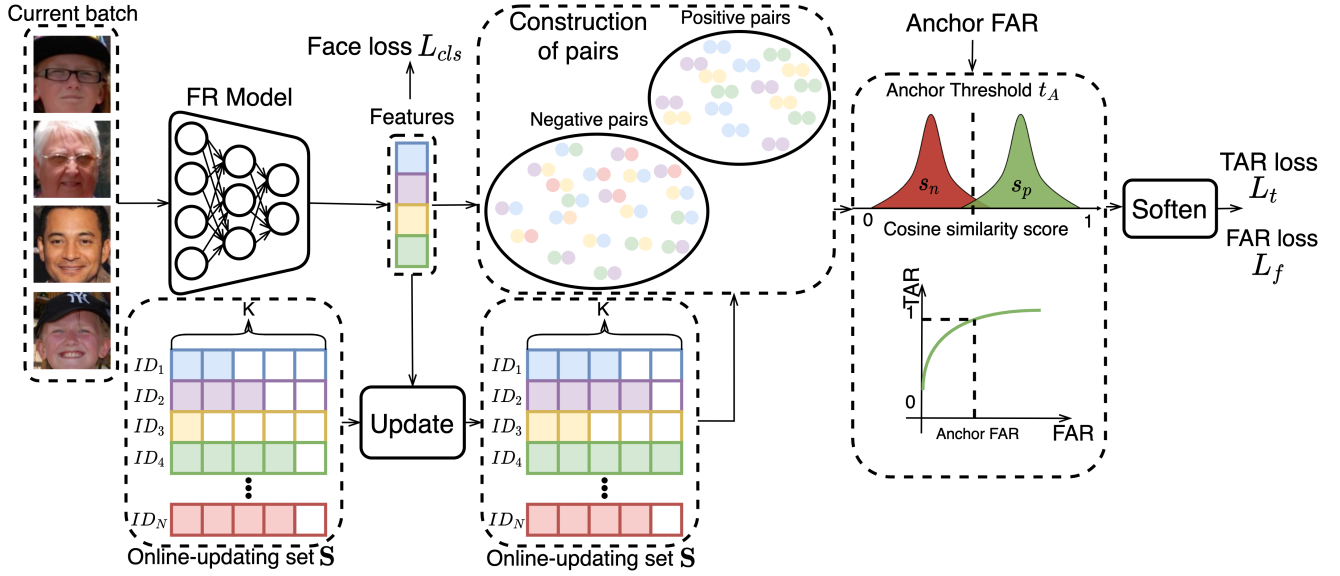 Current batch
FR Model
Face loss L_cls
Features
Construction
of pairs
Positive pairs
Negative pairs
Anchor FAR
Anchor Threshold t_A
s_n
s_p
0
Cosine similarity score
1
Soften
TAR loss
L_t
FAR loss
L_f
TAR
1
0
Anchor FAR
FAR
K
ID_1
ID_2
ID_3
ID_4
ID_N
Online-updating set S
Update
K
ID_1
ID_2
ID_3
ID_4
ID_N
Online-updating set S